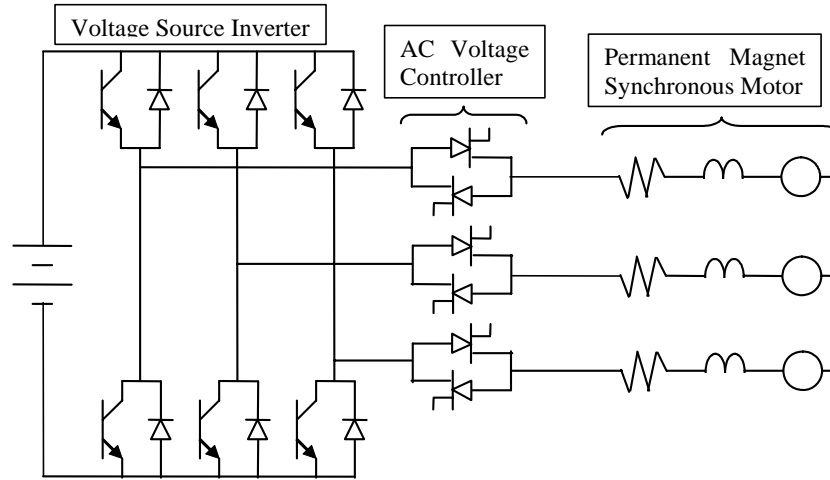 Voltage Source Inverter
AC Voltage
Controller
Permanent Magnet
Synchronous Motor